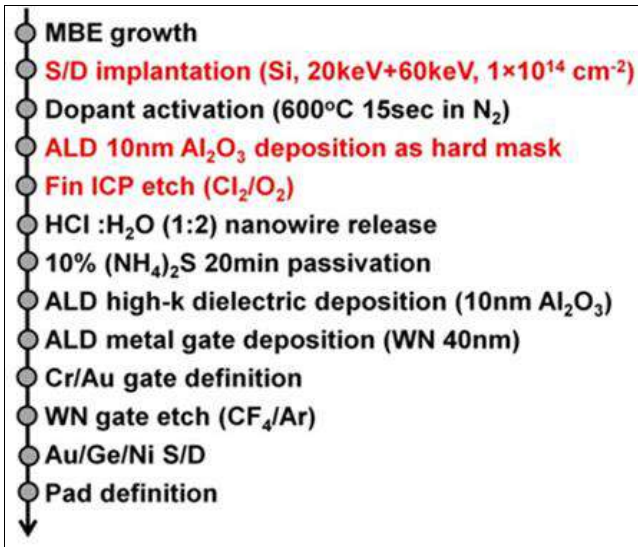 MBE growth
S/D implantation (Si, 20keV+60keV, 1×10¹⁴ cm⁻²)
Dopant activation (600°C 15sec in N₂)
ALD 10nm Al₂O₃ deposition as hard mask
Fin ICP etch (Cl₂/O₂)
HCl :H₂O (1:2) nanowire release
10% (NH₄)₂S 20min passivation
ALD high-k dielectric deposition (10nm Al₂O₃)
ALD metal gate deposition (WN 40nm)
Cr/Au gate definition
WN gate etch (CF₄/Ar)
Au/Ge/Ni S/D
Pad definition